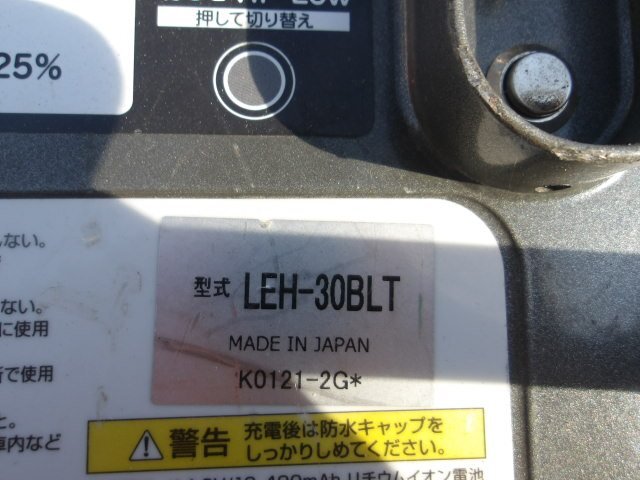 押して切り替え
25%
しない。
型式 LEH-30BLT
MADE IN JAPAN
K0121-2G*
ない。
に使用
で使用
と。
車内など
警告 充電後は防水キャップを
しっかりしめてください。
リチウムイオン電池